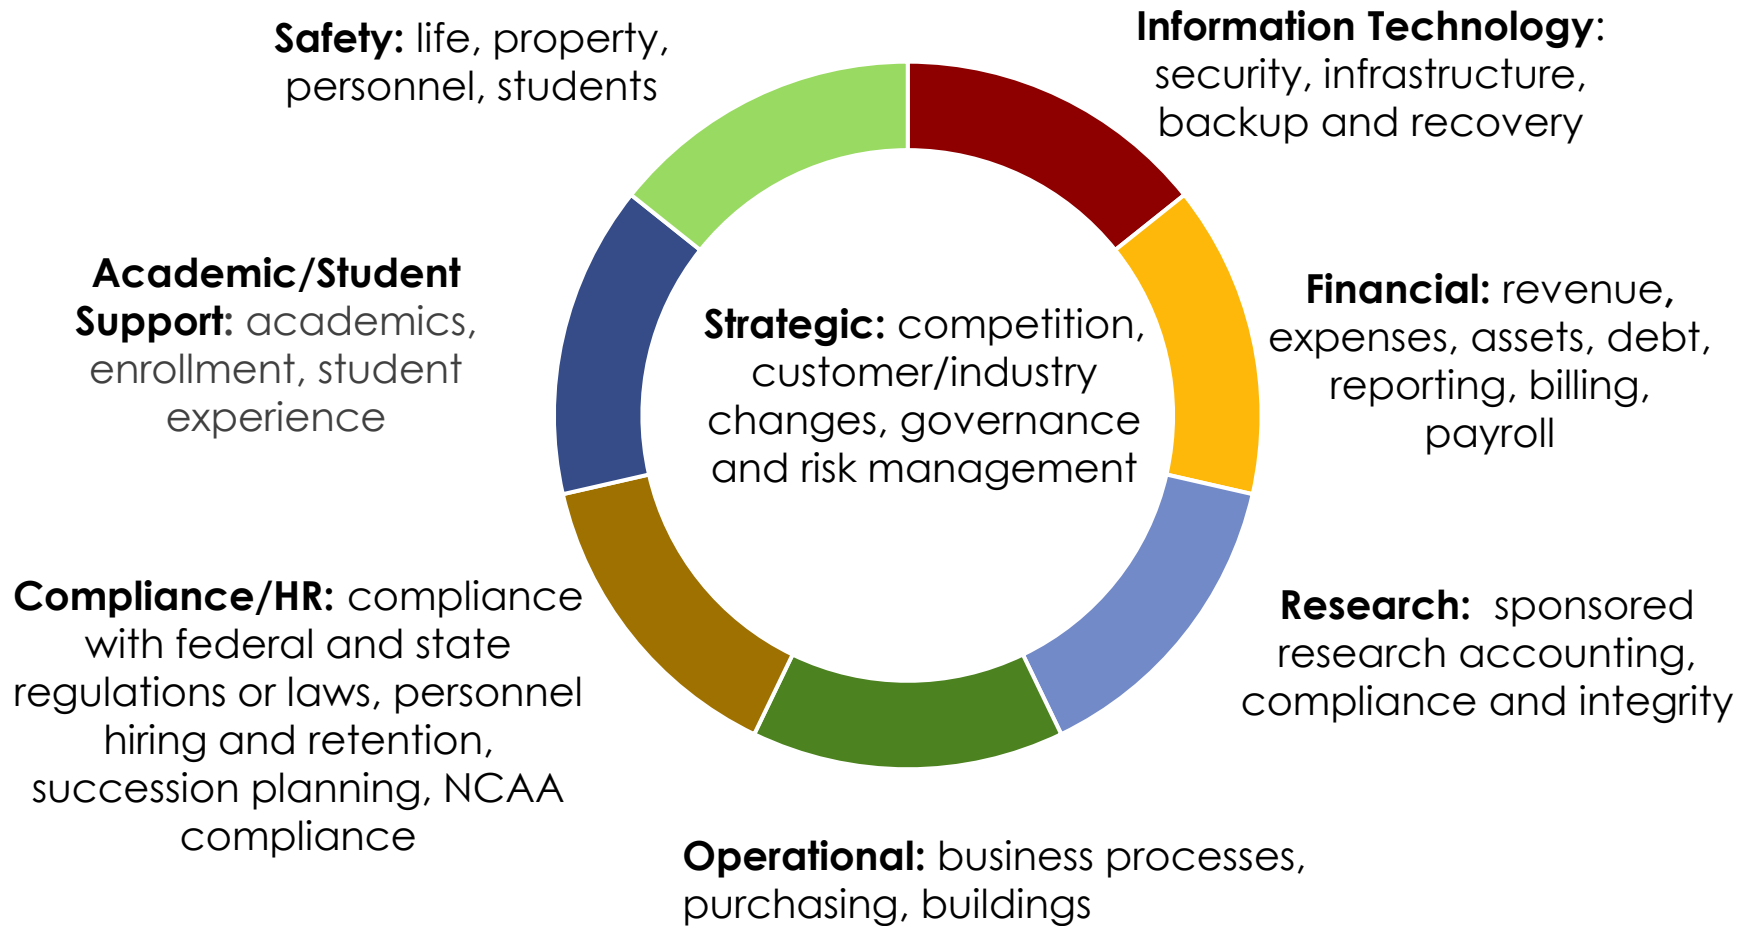 Safety: life, property,
personnel, students
Information Technology:
security, infrastructure,
backup and recovery
Academic/Student
Support: academics,
enrollment, student
experience
Strategic: competition,
customer/industry
changes, governance
and risk management
Financial: revenue,
expenses, assets, debt,
reporting, billing,
payroll
Compliance/HR: compliance
with federal and state
regulations or laws, personnel
hiring and retention,
succession planning, NCAA
compliance
Research: sponsored
research accounting,
compliance and integrity
Operational: business processes,
purchasing, buildings